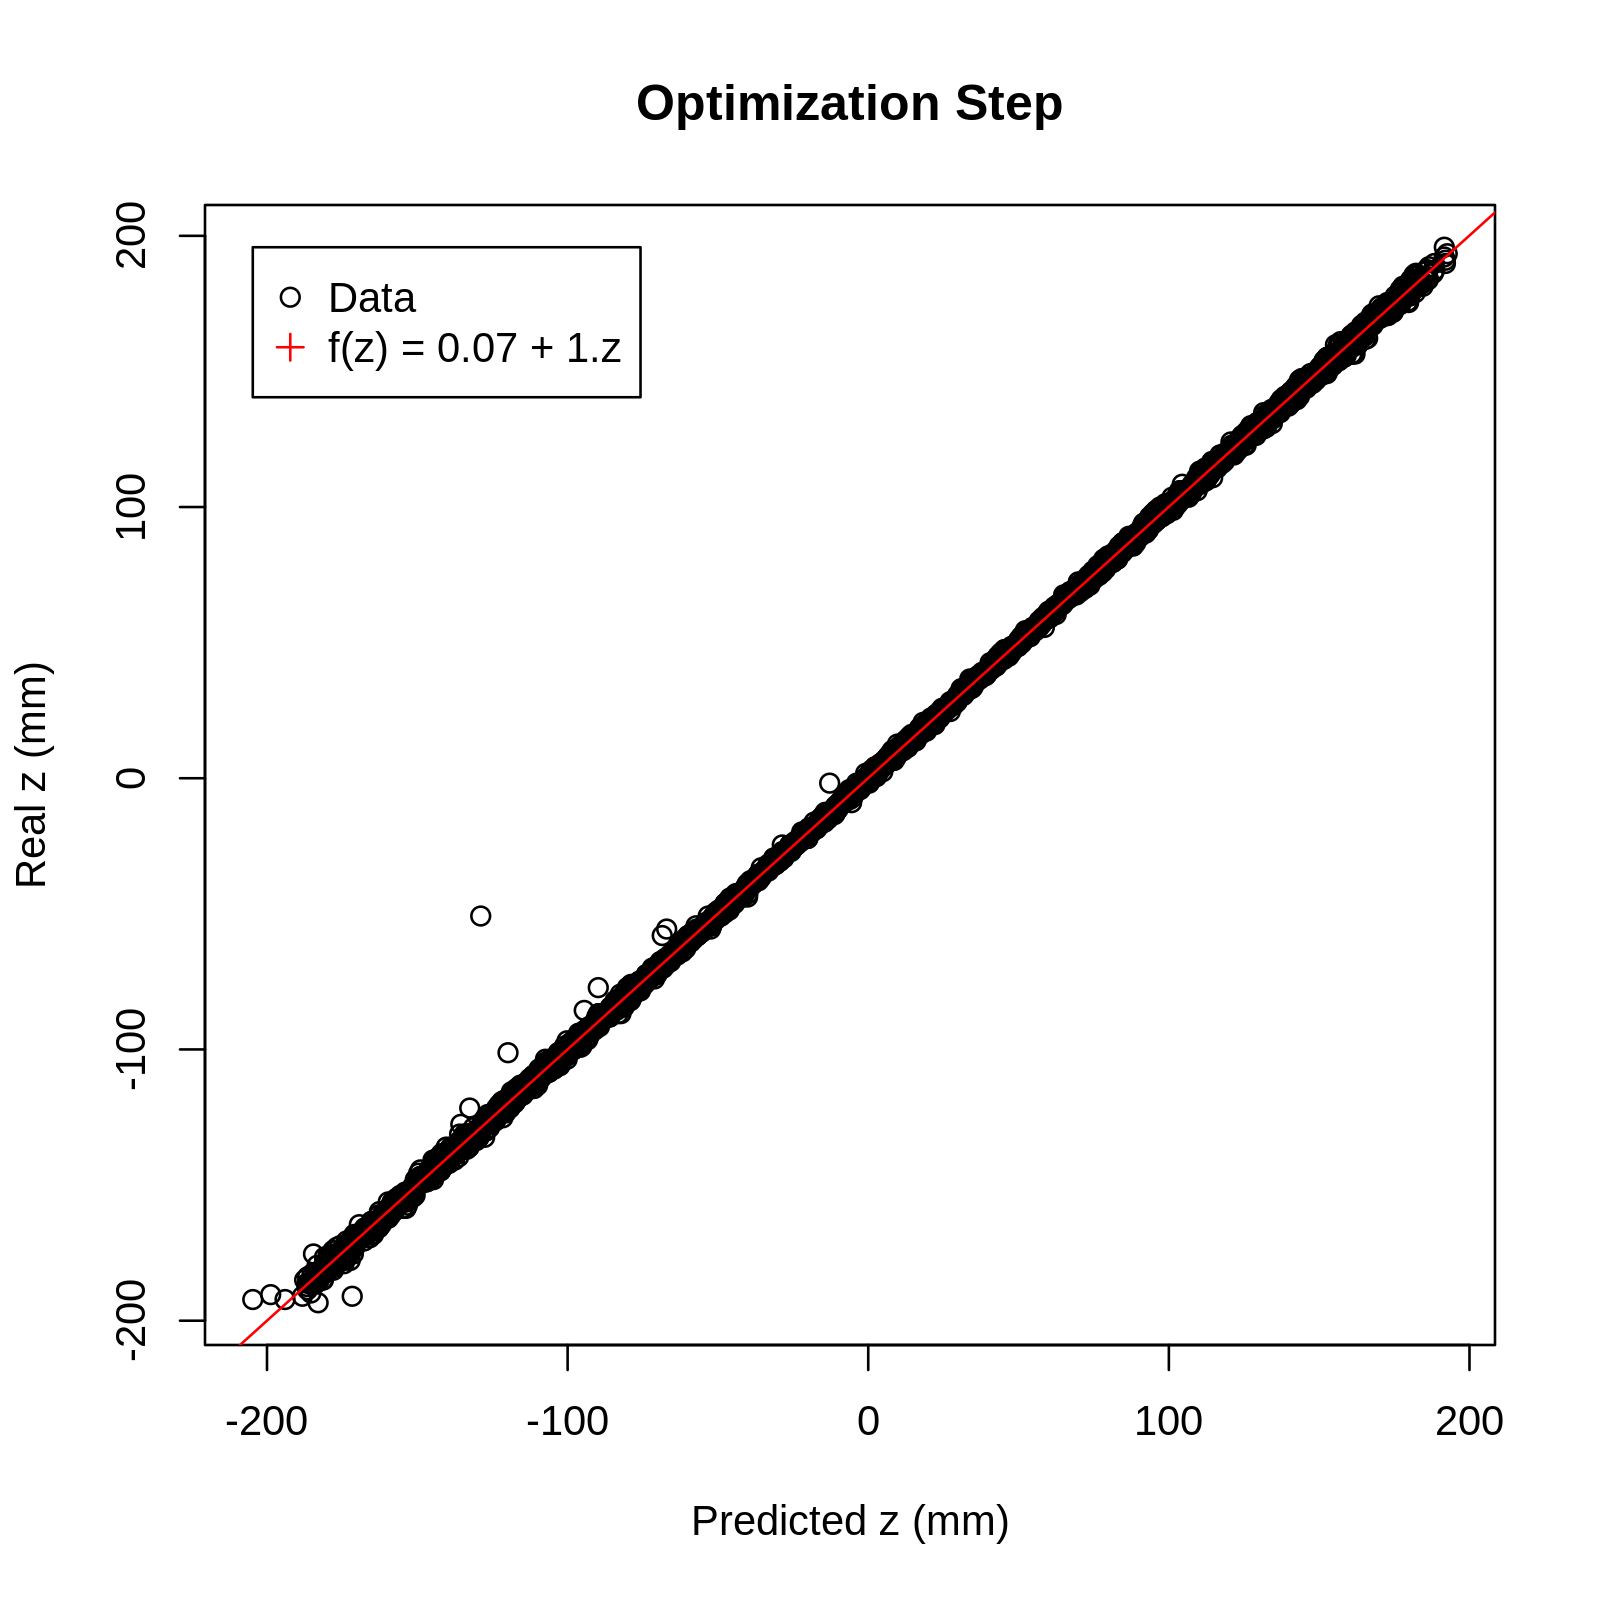 Optimization Step
Data
f(z) = 0.07 + 1.z
Real z (mm)
200
100
0
-100
-200
-200 -100 0 100 200
Predicted z (mm)